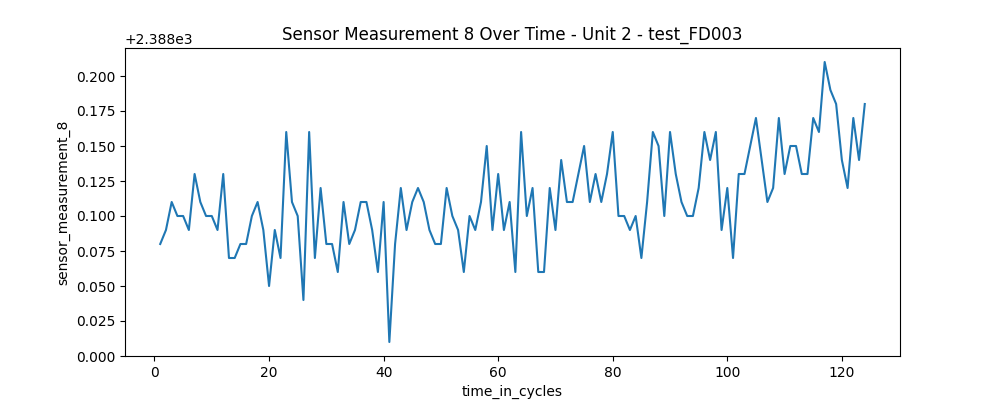 Sensor Measurement 8 Over Time - Unit 2 - test_FD003
+2.388e3
0.200
0.175
0.150
0.125
0.100
0.075
0.050
0.025
0.000
sensor_measurement_8
0 20 40 60 80 100 120
time_in_cycles